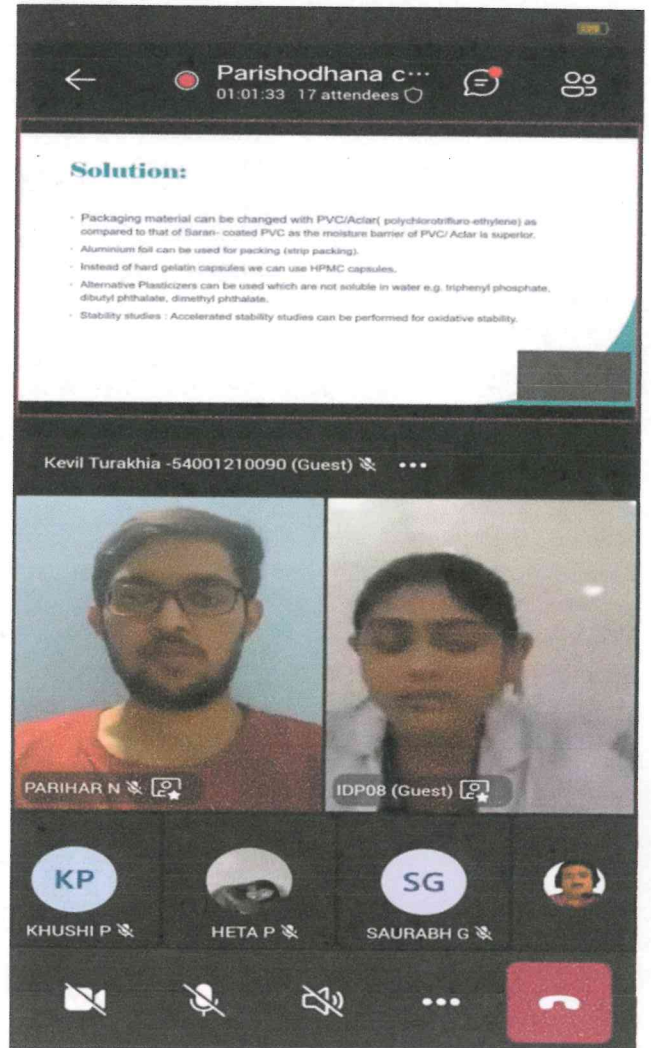 Parishodhana c···
01:01:33 17 attendees
Solution:
- Packaging material can be changed with PVC/Aclar( polychlorotrifluro-ethylene) as
compared to that of Saran- coated PVC as the moisture barrier of PVC/ Aclar is superior.
- Aluminium foil can be used for packing (strip packing).
- Instead of hard gelatin capsules we can use HPMC capsules.
- Alternative Plasticizers can be used which are not soluble in water e.g. triphenyl phosphate,
dibutyl phthalate, dimethyl phthalate.
- Stability studies : Accelerated stability studies can be performed for oxidative stability.
Kevil Turakhia -54001210090 (Guest)
PARIHAR N
IDP08 (Guest)
KP
SG
KHUSHI P
HETA P
SAURABH G